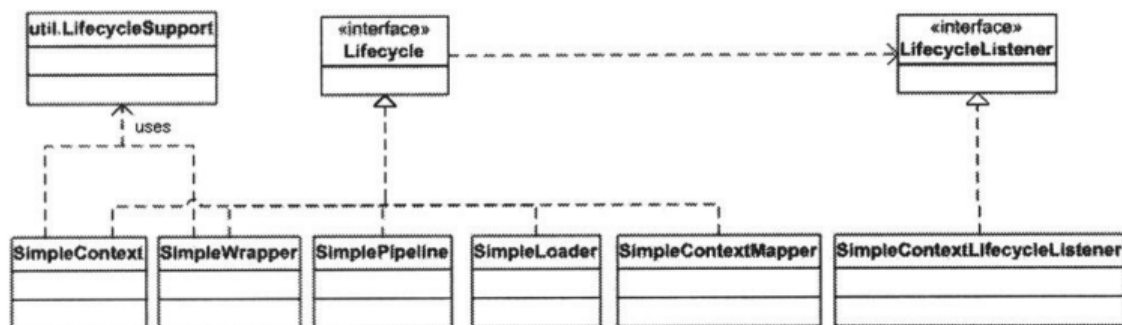 util.LifecycleSupport
«interface»
Lifecycle
«interface»
LifecycleListener
uses
SimpleContext
SimpleWrapper
SimplePipeline
SimpleLoader
SimpleContextMapper
SimpleContextLifecycleListener